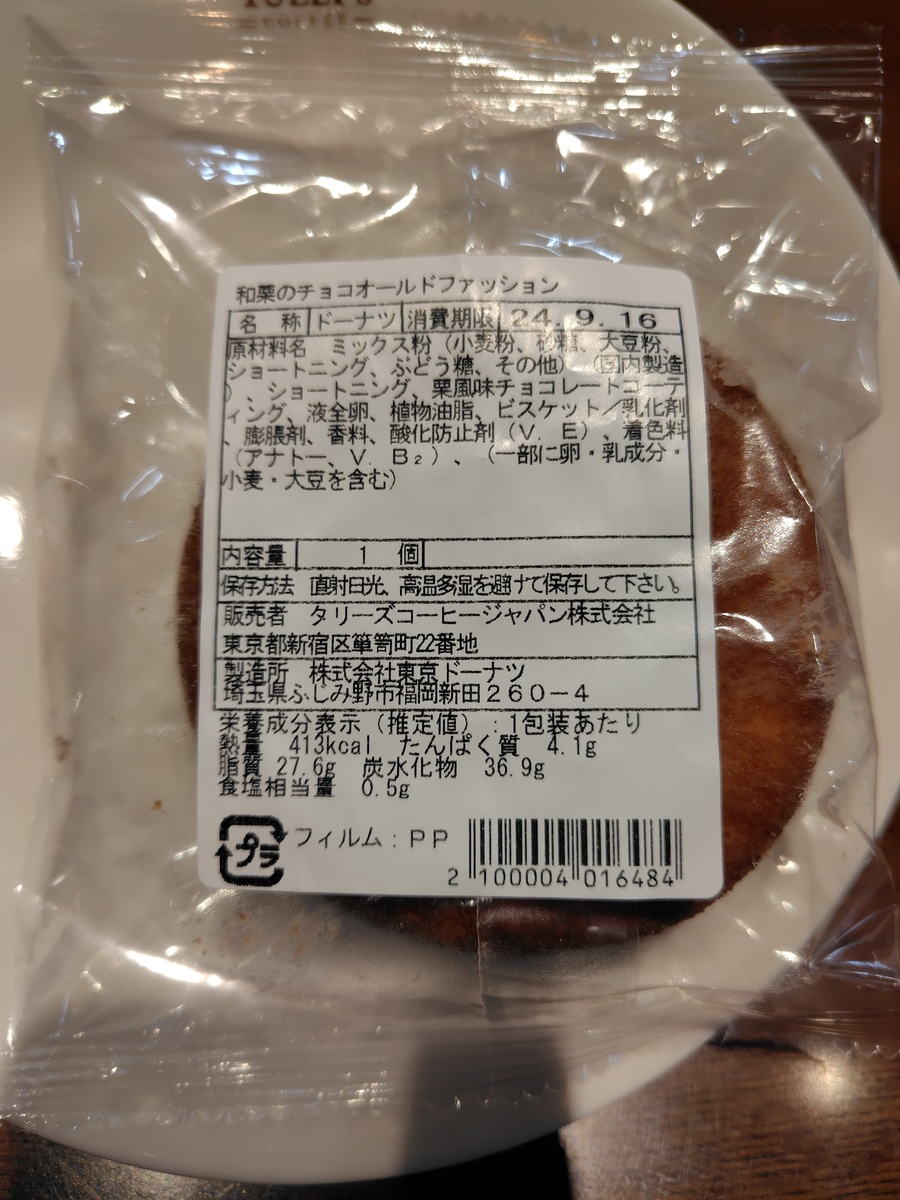 TULLY'S
COFFEE
和栗のチョコオールドファッション
名 称 ドーナツ 消費期限 24. 9. 16
原材料名 ミックス粉(小麦粉、砂糖、大豆粉、
ショートニング、ぶどう糖、その他)(国内製造
)、ショートニング、栗風味チョコレートコーテ
ィング、液全卵、植物油脂、ビスケット/乳化剤
、膨脹剤、香料、酸化防止剤(V.E)、着色料
(アナトー、V.B₂)、(一部に卵・乳成分・
小麦・大豆を含む)
内容量 1 個
保存方法 直射日光、高温多湿を避けて保存して下さい。
販売者 タリーズコーヒージャパン株式会社
東京都新宿区箪笥町22番地
製造所 株式会社東京ドーナツ
埼玉県ふじみ野市福岡新田260-4
栄養成分表示(推定値):1包装あたり
熱量 413kcal たんぱく質 4.1g
脂質 27.6g 炭水化物 36.9g
食塩相当量 0.5g
プラ フィルム:PP
2 100004 016484